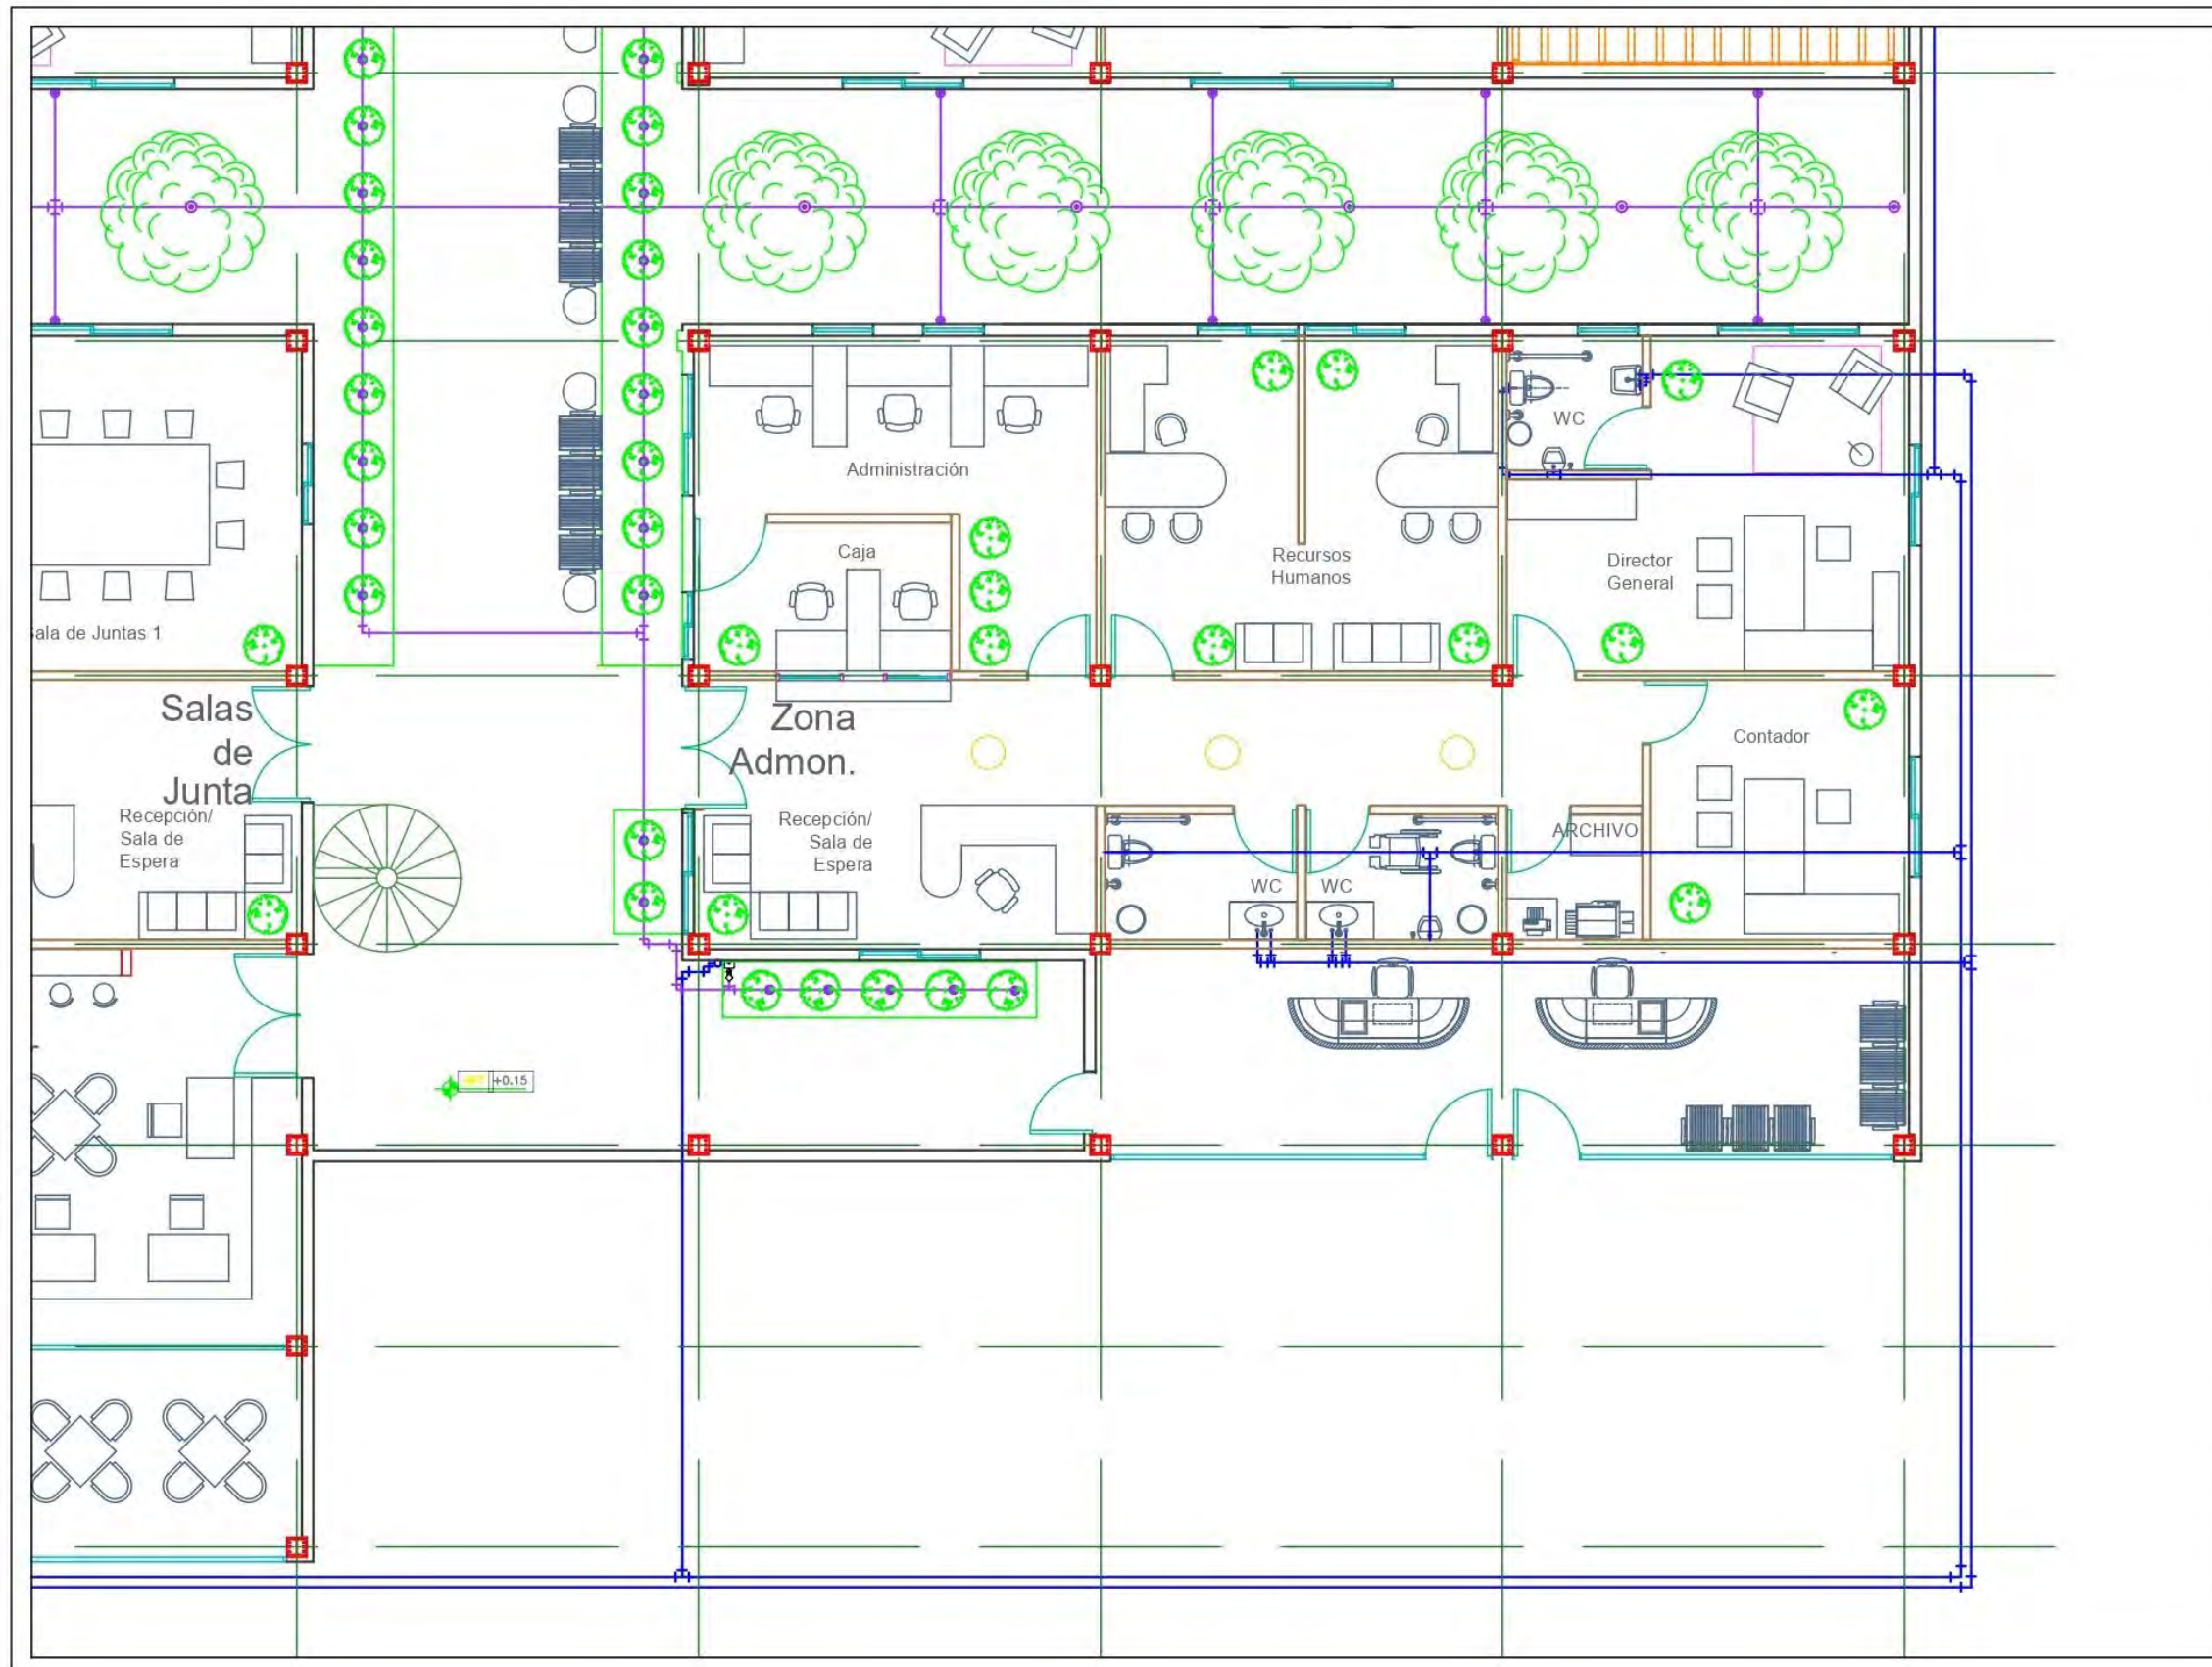 WC
Administración
Caja
Recursos
Humanos
Director
General
ala de Juntas 1
Salas
de
Junta
Zona
Admon.
Contador
Recepción/
Sala de
Espera
Recepción/
Sala de
Espera
ARCHIVO
WC
WC
+0.15